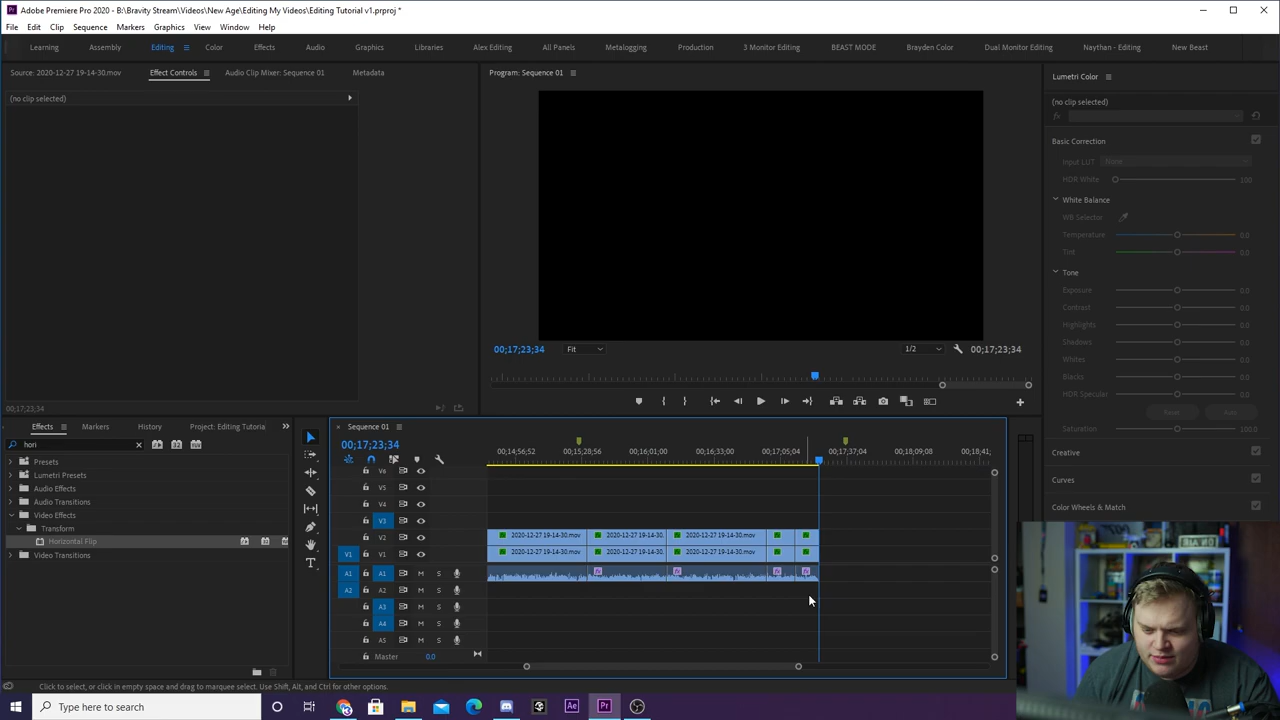 Adobe Premiere Pro 2020 - B:\Bravity Stream\Videos\New Age\Editing My Videos\Editing Tutorial v1.prproj *
File Edit Clip Sequence Markers Graphics View Window Help
Learning Assembly Editing Color Effects Audio Graphics Libraries Alex Editing All Panels Metalogging Production 3 Monitor Editing BEAST MODE Brayden Color Dual Monitor Editing Naythan - Editing New Beast
Source: 2020-12-27 19-14-30.mov Effect Controls Audio Clip Mixer: Sequence 01 Metadata
Program: Sequence 01
Lumetri Color
(no clip selected)
(no clip selected)
fx
Basic Correction
Input LUT None
HDR White 100
White Balance
WB Selector
Temperature 0.0
Tint 0.0
Tone
Exposure 0.0
Contrast 0.0
Highlights 0.0
Shadows 0.0
Whites 0.0
Blacks 0.0
HDR Specular 0.0
Reset Auto
Saturation 100.0
Creative
Curves
Color Wheels & Match
00;17;23;34 Fit 1/2 00;17;23;34
00;17;23;34
Effects Markers History Project: Editing Tutoria
hori
Presets
Lumetri Presets
Audio Effects
Audio Transitions
Video Effects
Transform
Horizontal Flip
Video Transitions
Sequence 01
00;17;23;34
00;14;56;52 00;15;28;56 00;16;01;00 00;16;33;00 00;17;05;04 00;17;37;04 00;18;09;08 00;18;41;
V6
V5
V4
V3
V2 2020-12-27 19-14-30.mov 2020-12-27 19-14-30. 2020-12-27 19-14-30.mov
V1 V1 2020-12-27 19-14-30.mov 2020-12-27 19-14-30. 2020-12-27 19-14-30.mov
A1 A1 M S
A2 A2 M S
A3 M S
A4 M S
A5 M S
Master 0.0
Click to select, or click in empty space and drag to marquee select. Use Shift, Alt, and Ctrl for other options.
Type here to search
Ae Pr
ON AIR